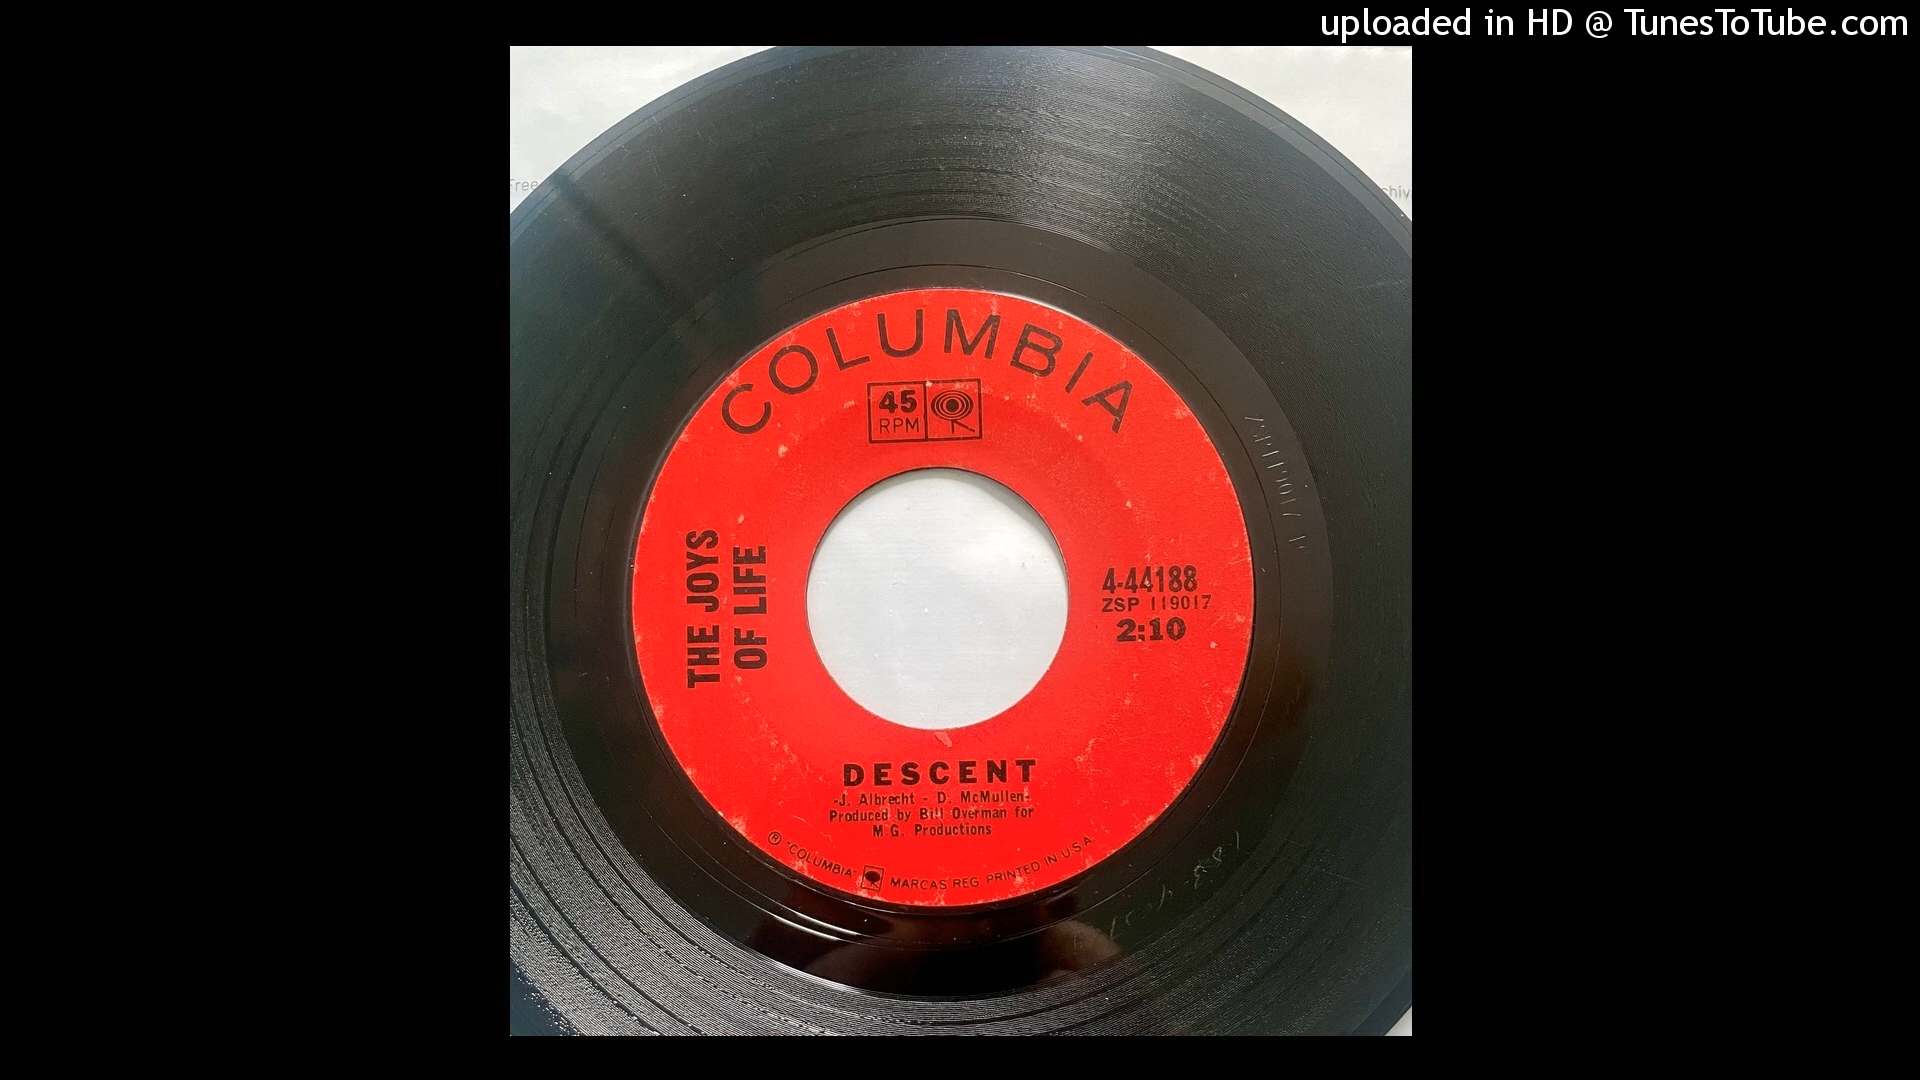 uploaded in HD @ TunesToTube.com
Free
COLUMBIA
45
RPM
THE JOYS
OF LIFE
4-44188
ZSP 119017
2:10
DESCENT
-J. Albrecht - D. McMullen-
Produced by Bill Overman for
M.G. Productions
® "COLUMBIA" MARCAS REG. PRINTED IN U.S.A.